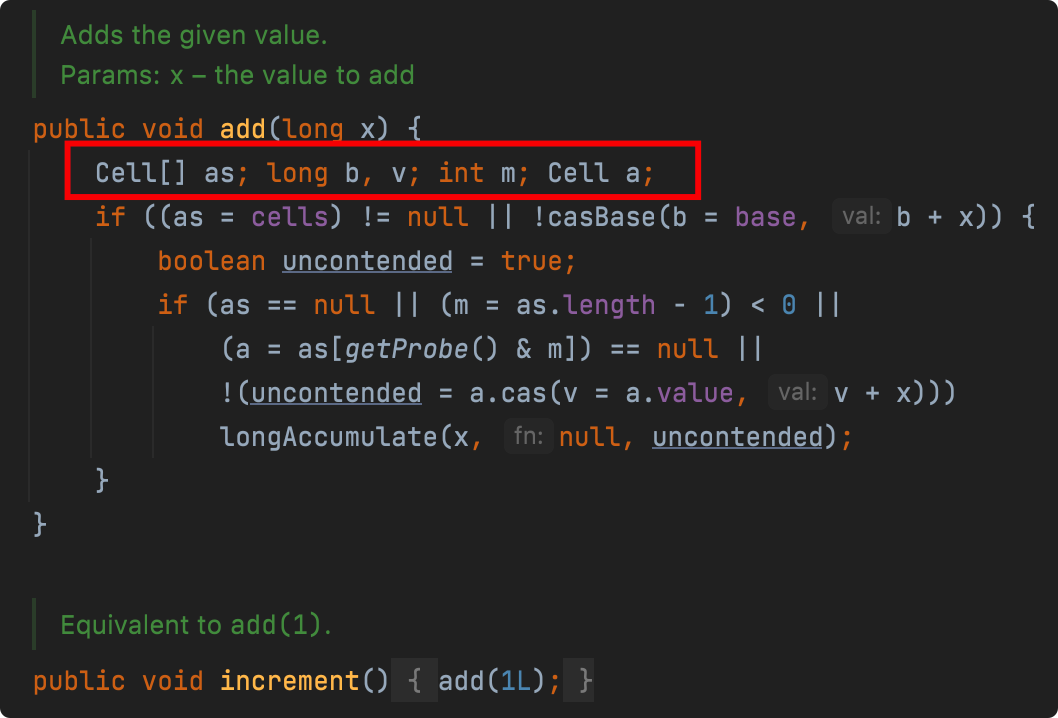 Adds the given value.
Params: x – the value to add
public void add(long x) {
Cell[] as; long b, v; int m; Cell a;
if ((as = cells) != null || !casBase(b = base, val: b + x)) {
boolean uncontended = true;
if (as == null || (m = as.length - 1) < 0 ||
(a = as[getProbe() & m]) == null ||
!(uncontended = a.cas(v = a.value, val: v + x)))
longAccumulate(x, fn: null, uncontended);
}
}
Equivalent to add(1).
public void increment() { add(1L); }